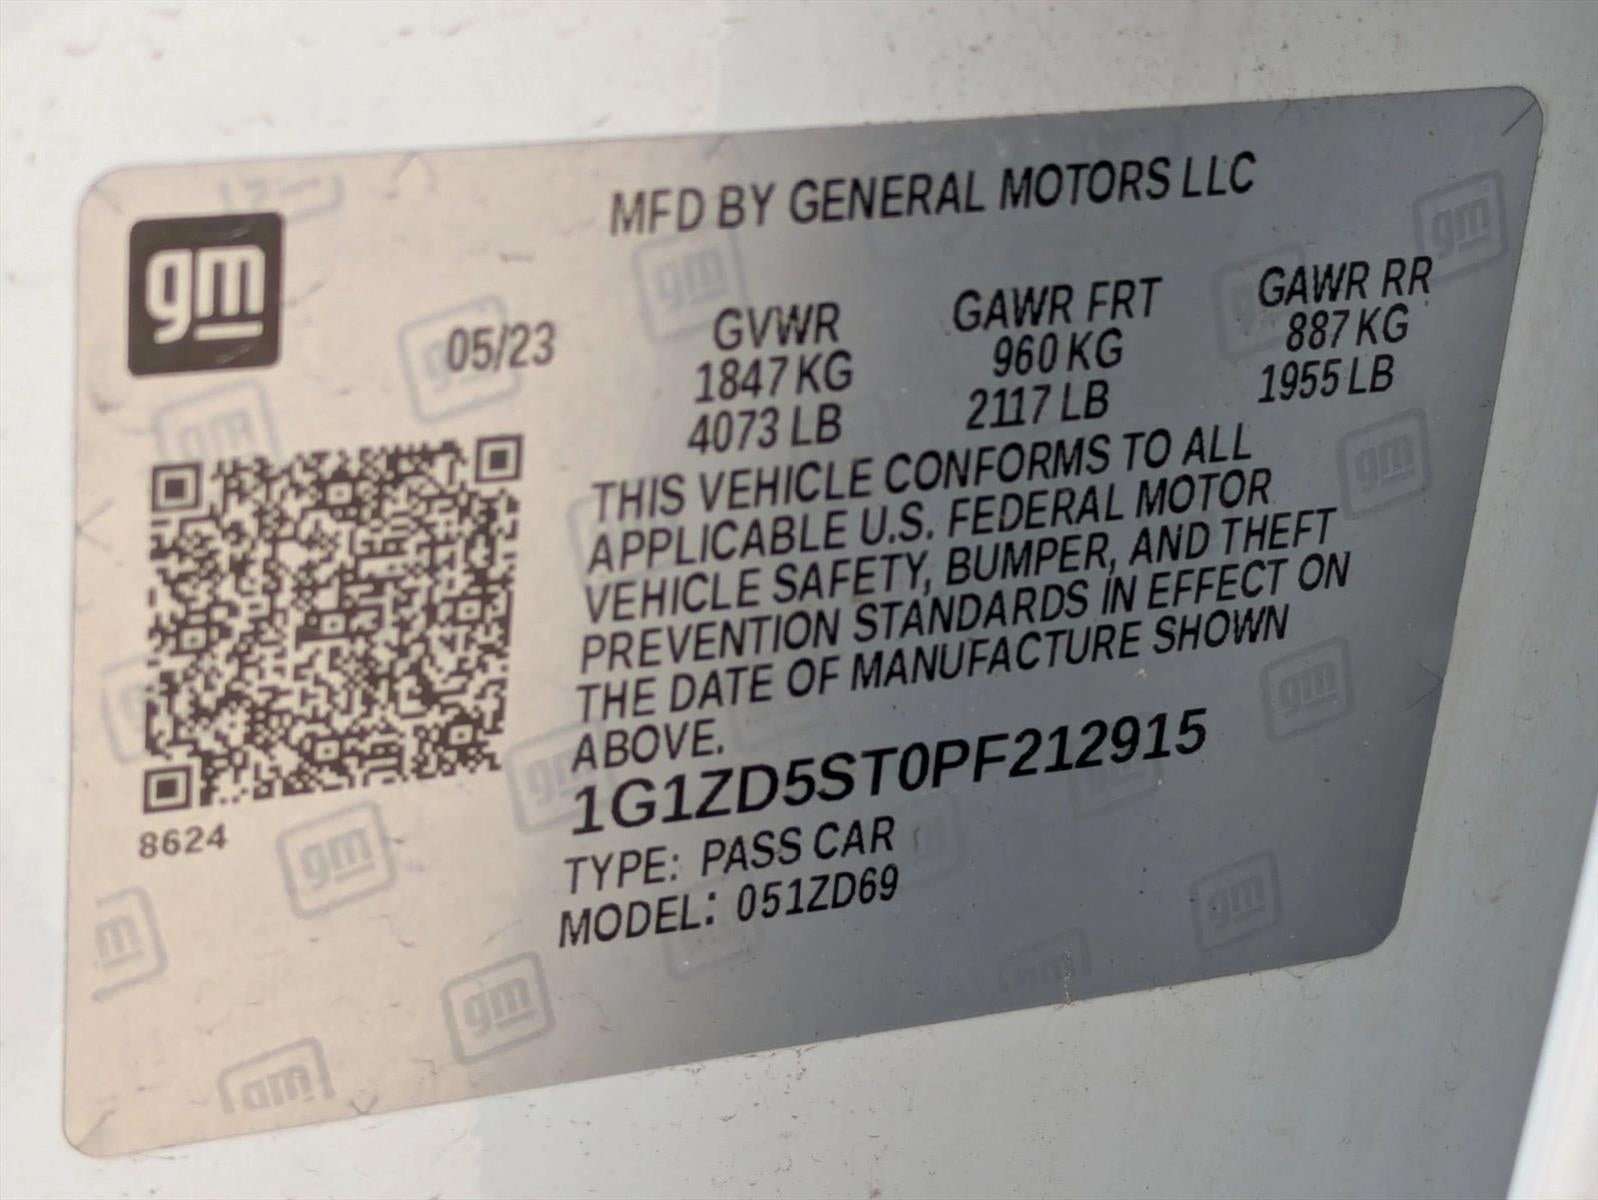 gm
MFD BY GENERAL MOTORS LLC
05/23
GVWR
1847 KG
4073 LB
GAWR FRT
960 KG
2117 LB
GAWR RR
887 KG
1955 LB
THIS VEHICLE CONFORMS TO ALL
APPLICABLE U.S. FEDERAL MOTOR
VEHICLE SAFETY, BUMPER, AND THEFT
PREVENTION STANDARDS IN EFFECT ON
THE DATE OF MANUFACTURE SHOWN
ABOVE.
1G1ZD5ST0PF212915
TYPE: PASS CAR
MODEL: 051ZD69
8624